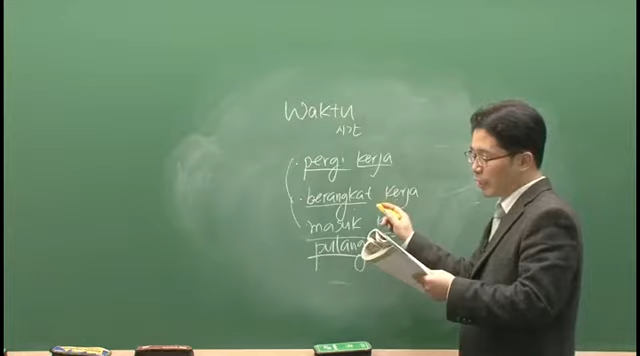 Waktu
시간
· pergi kerja
· berangkat kerja
masuk
pulang